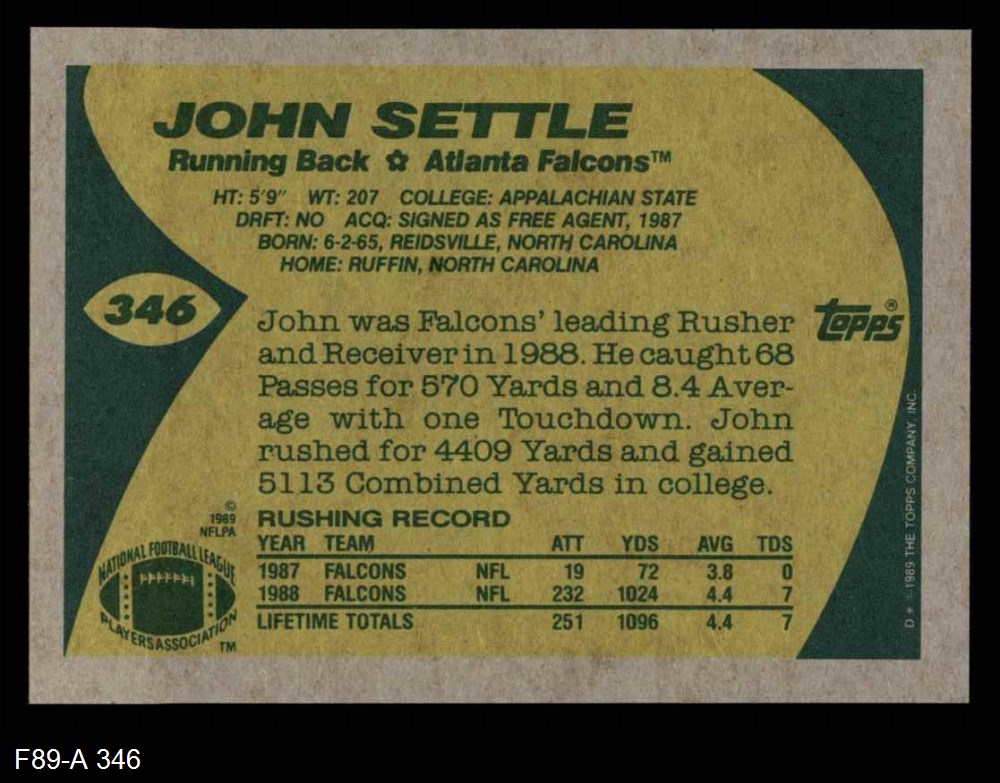 JOHN SETTLE
Running Back ✿ Atlanta Falcons™
HT: 5'9" WT: 207 COLLEGE: APPALACHIAN STATE
DRFT: NO ACQ: SIGNED AS FREE AGENT, 1987
BORN: 6-2-65, REIDSVILLE, NORTH CAROLINA
HOME: RUFFIN, NORTH CAROLINA
346
John was Falcons' leading Rusher
and Receiver in 1988. He caught 68
Passes for 570 Yards and 8.4 Aver-
age with one Touchdown. John
rushed for 4409 Yards and gained
5113 Combined Yards in college.
topps®
RUSHING RECORD
YEAR TEAM ATT YDS AVG TDS
1987 FALCONS NFL 19 72 3.8 0
1988 FALCONS NFL 232 1024 4.4 7
LIFETIME TOTALS 251 1096 4.4 7
©
1989
NFLPA
NATIONAL FOOTBALL LEAGUE
PLAYERS ASSOCIATION
TM
D* © 1989 THE TOPPS COMPANY, INC.
F89-A 346